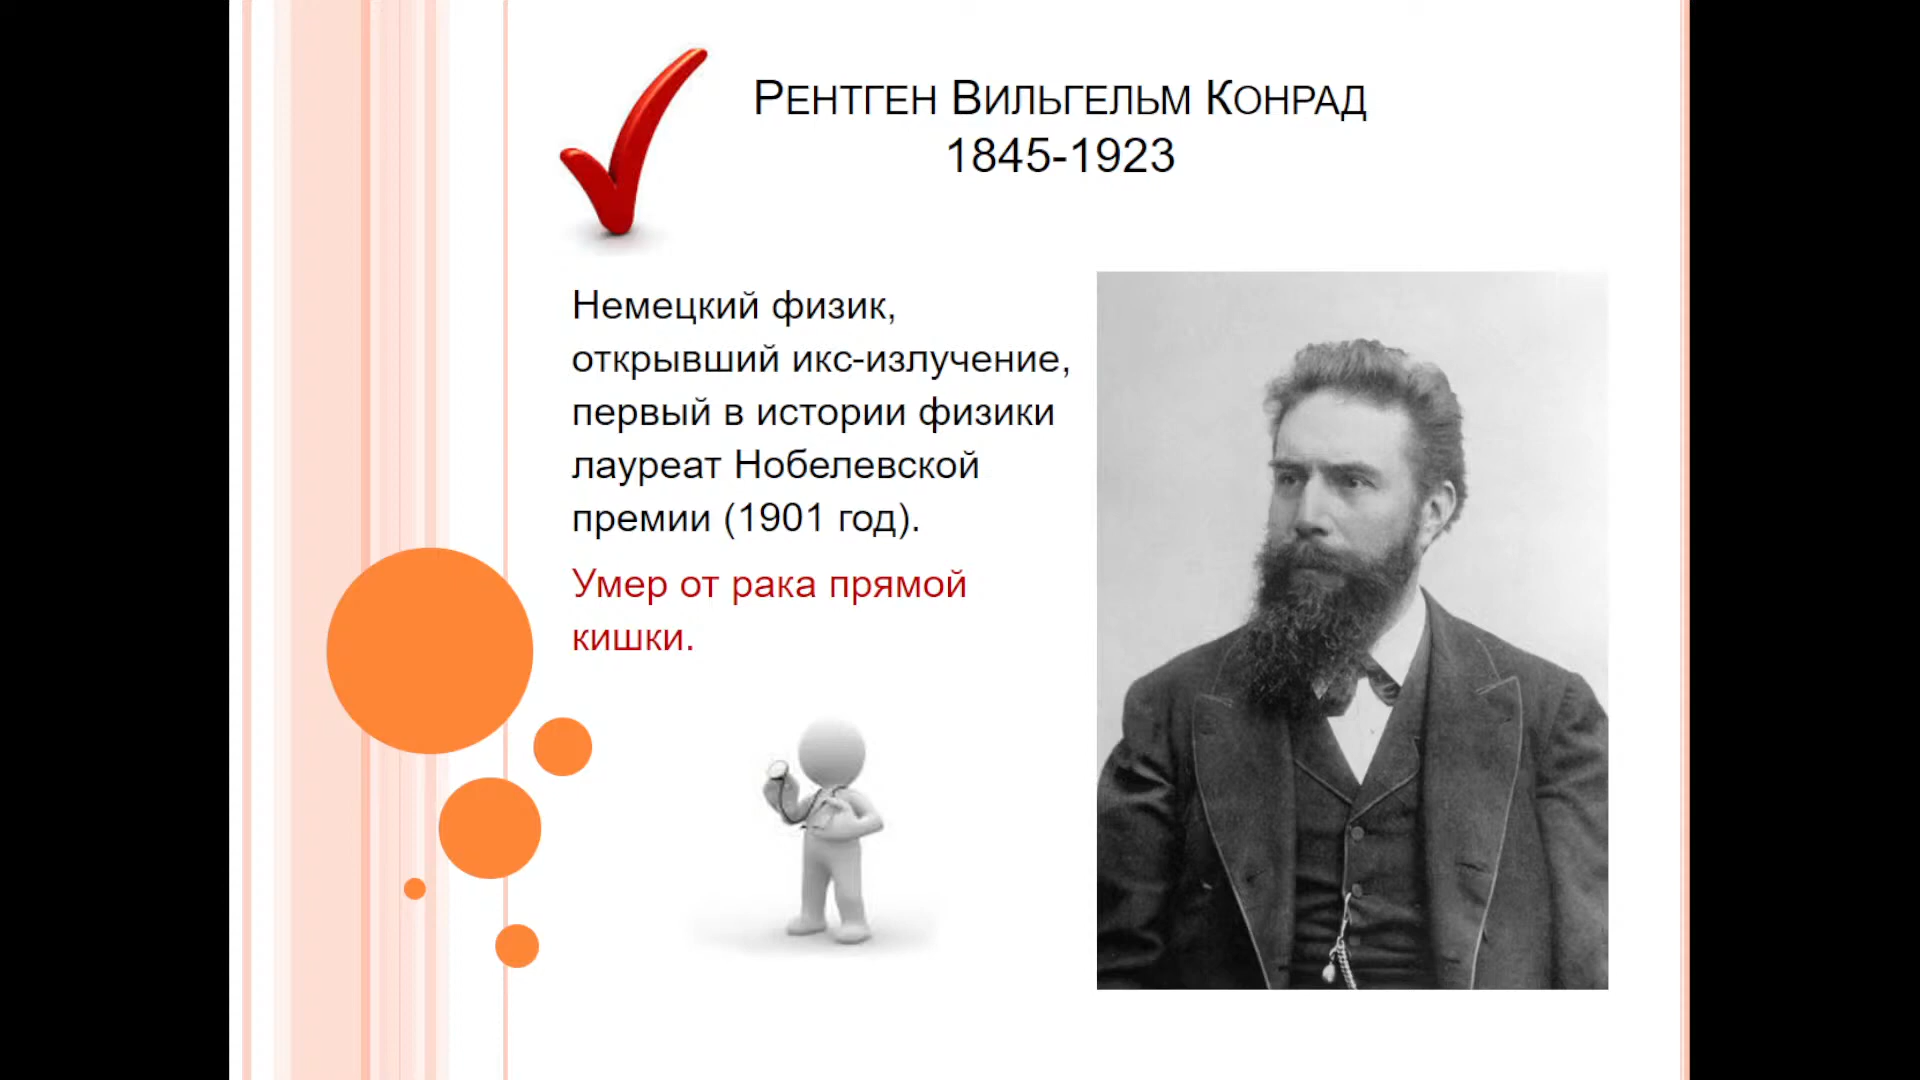 Рентген Вильгельм Конрад
1845-1923
Немецкий физик,
открывший икс-излучение,
первый в истории физики
лауреат Нобелевской
премии (1901 год).
Умер от рака прямой
кишки.